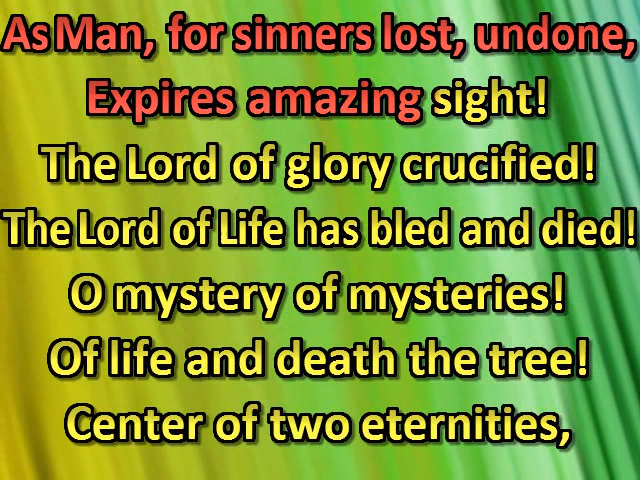 As Man, for sinners lost, undone,
Expires amazing sight!
The Lord of glory crucified!
The Lord of Life has bled and died!
O mystery of mysteries!
Of life and death the tree!
Center of two eternities,